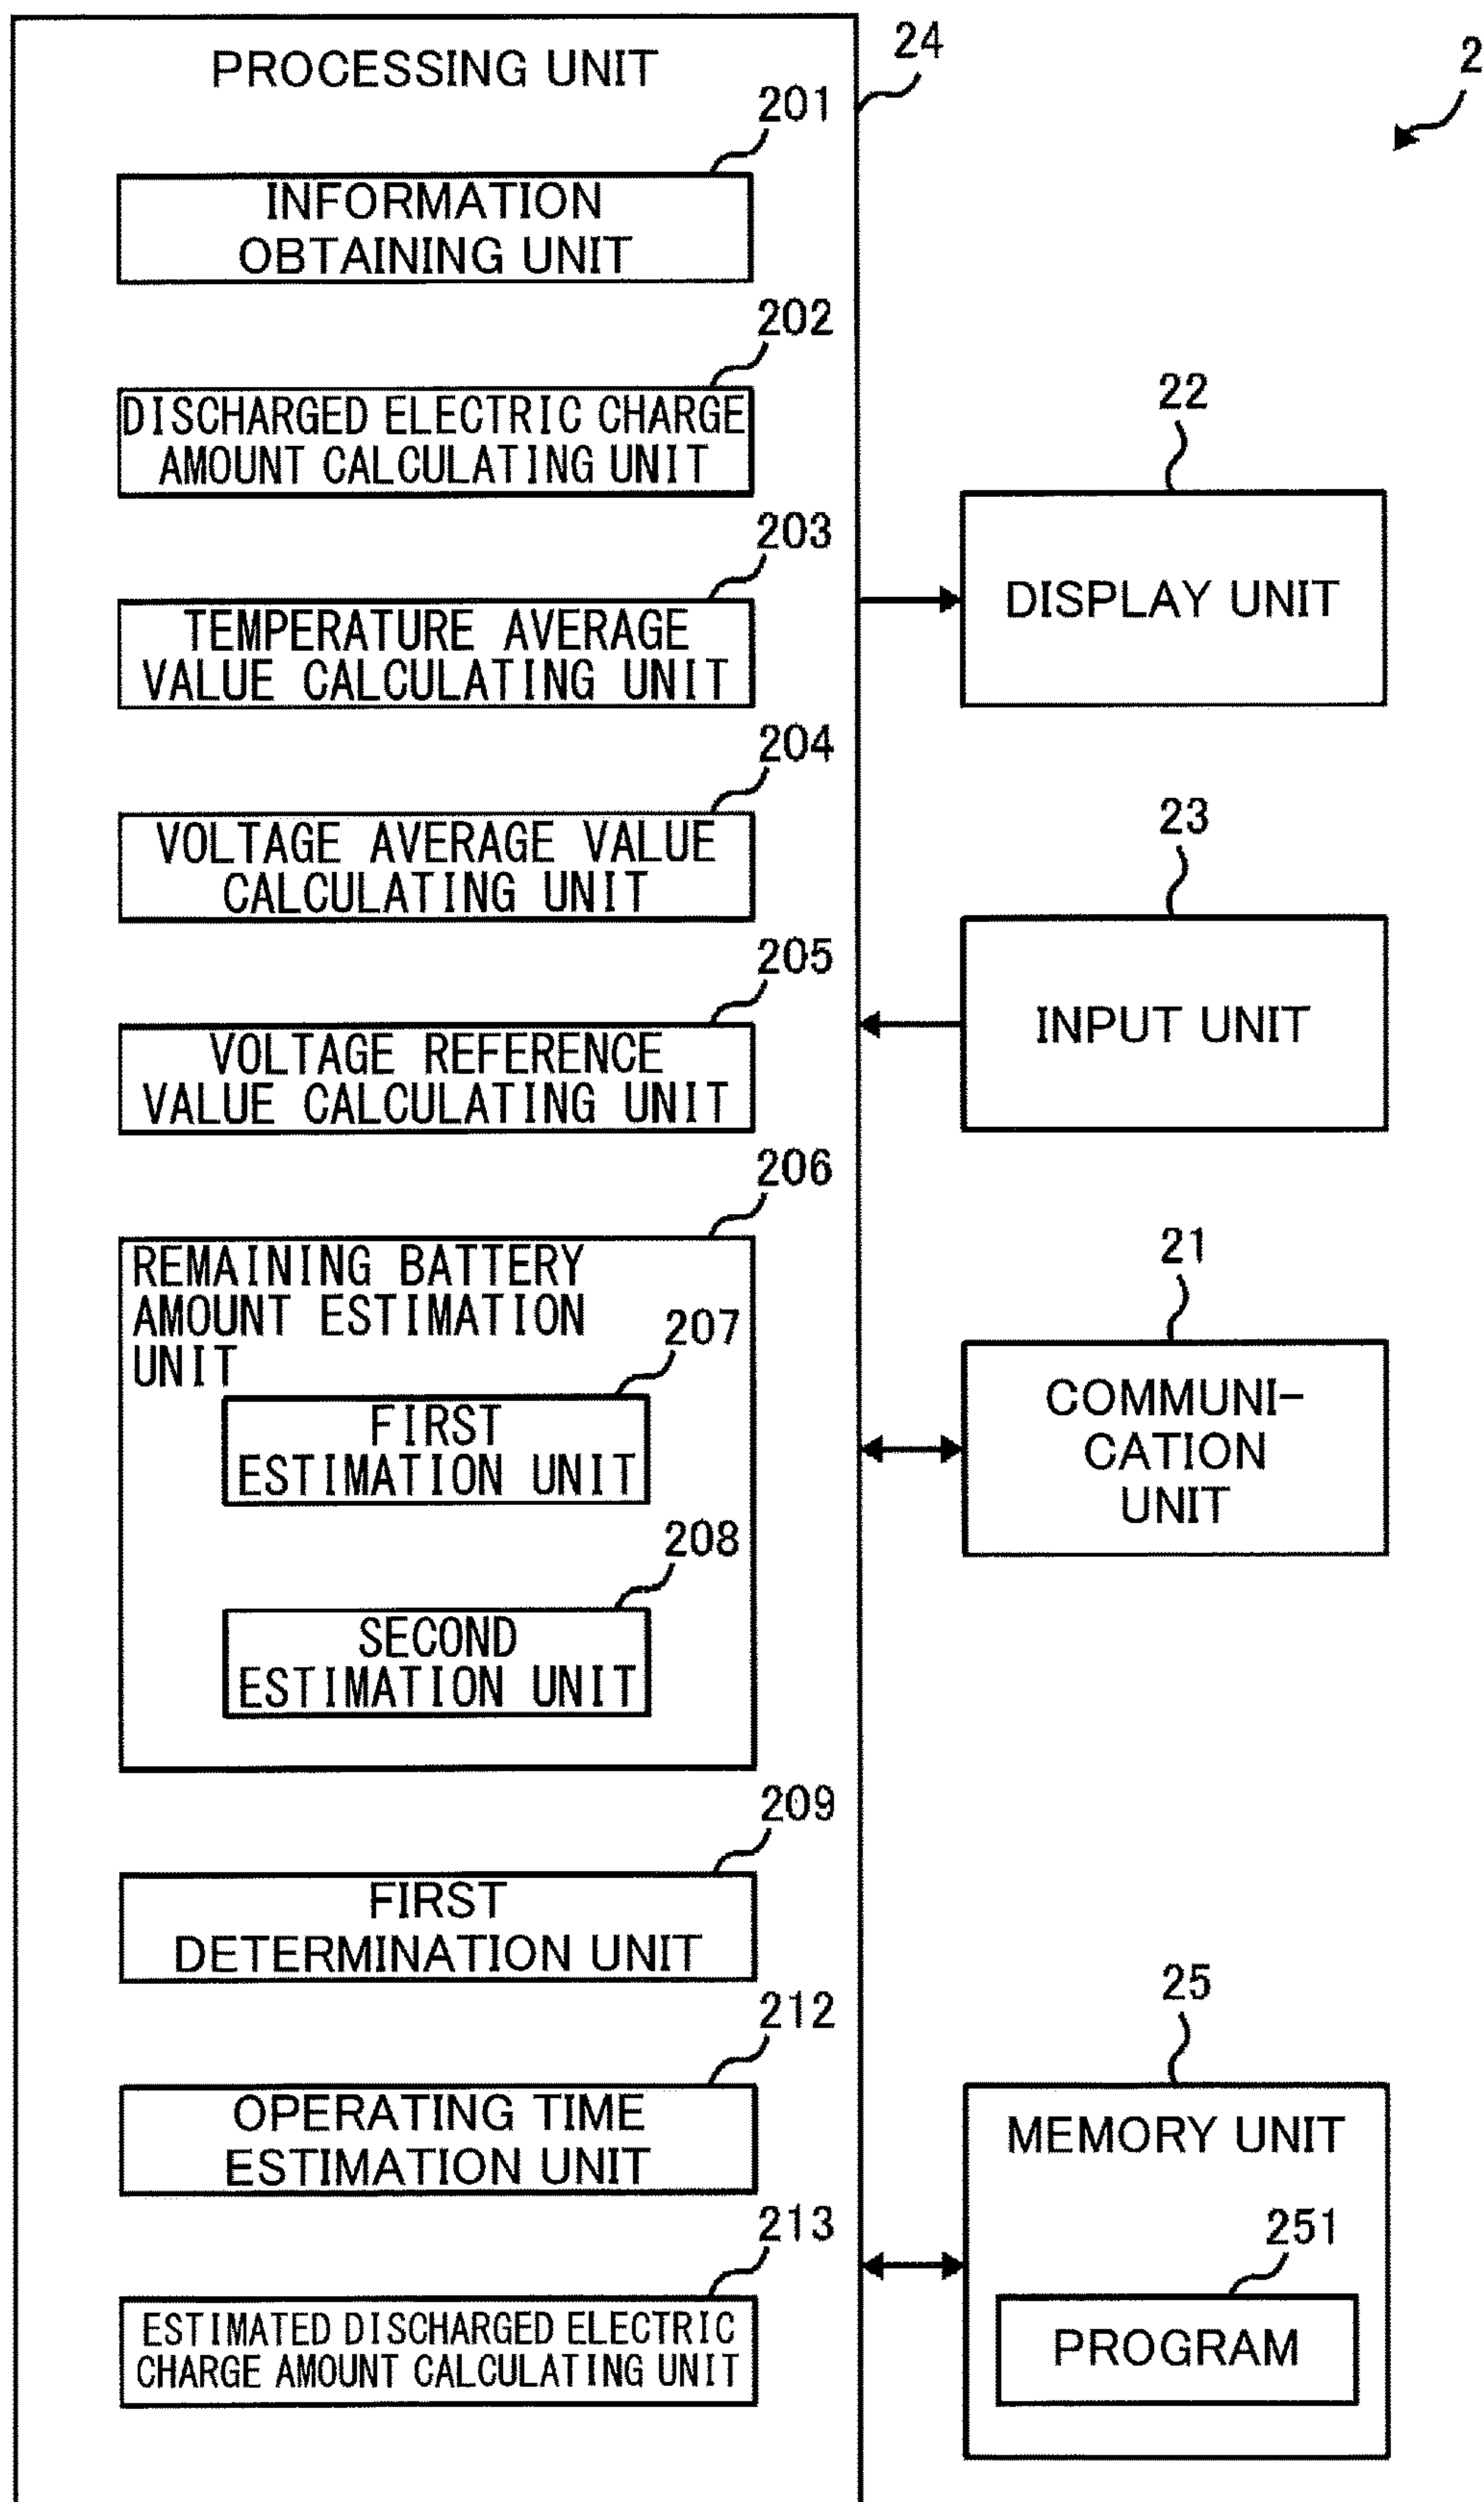 PROCESSING UNIT
24
2
201
INFORMATION
OBTAINING UNIT
202
DISCHARGED ELECTRIC CHARGE
AMOUNT CALCULATING UNIT
203
TEMPERATURE AVERAGE
VALUE CALCULATING UNIT
204
VOLTAGE AVERAGE VALUE
CALCULATING UNIT
205
VOLTAGE REFERENCE
VALUE CALCULATING UNIT
206
REMAINING BATTERY
AMOUNT ESTIMATION
UNIT
207
FIRST
ESTIMATION UNIT
208
SECOND
ESTIMATION UNIT
209
FIRST
DETERMINATION UNIT
212
OPERATING TIME
ESTIMATION UNIT
213
ESTIMATED DISCHARGED ELECTRIC
CHARGE AMOUNT CALCULATING UNIT
22
DISPLAY UNIT
23
INPUT UNIT
21
COMMUNI-
CATION
UNIT
25
MEMORY UNIT
251
PROGRAM